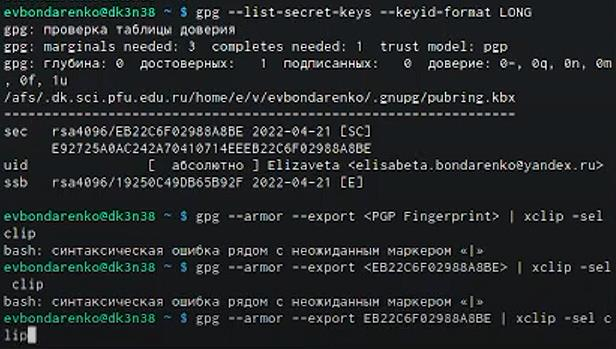 evbondarenko@dk3n38 ~ $ gpg --list-secret-keys --keyid-format LONG
gpg: проверка таблицы доверия
gpg: marginals needed: 3  completes needed: 1  trust model: pgp
gpg: глубина: 0  достоверных:   1  подписанных:   0  доверие: 0-, 0q, 0n, 0m
, 0f, 1u
/afs/.dk.sci.pfu.edu.ru/home/e/v/evbondarenko/.gnupg/pubring.kbx
----------------------------------------------------------------
sec   rsa4096/EB22C6F02988A8BE 2022-04-21 [SC]
      E92725A0AC242A70410714EEEB22C6F02988A8BE
uid               [  абсолютно ] Elizaveta <elisabeta.bondarenko@yandex.ru>
ssb   rsa4096/19250C49DB65B92F 2022-04-21 [E]

evbondarenko@dk3n38 ~ $ gpg --armor --export <PGP Fingerprint> | xclip -sel
clip
bash: синтаксическая ошибка рядом с неожиданным маркером «|»
evbondarenko@dk3n38 ~ $ gpg --armor --export <EB22C6F02988A8BE> | xclip -sel
 clip
bash: синтаксическая ошибка рядом с неожиданным маркером «|»
evbondarenko@dk3n38 ~ $ gpg --armor --export EB22C6F02988A8BE | xclip -sel c
lip